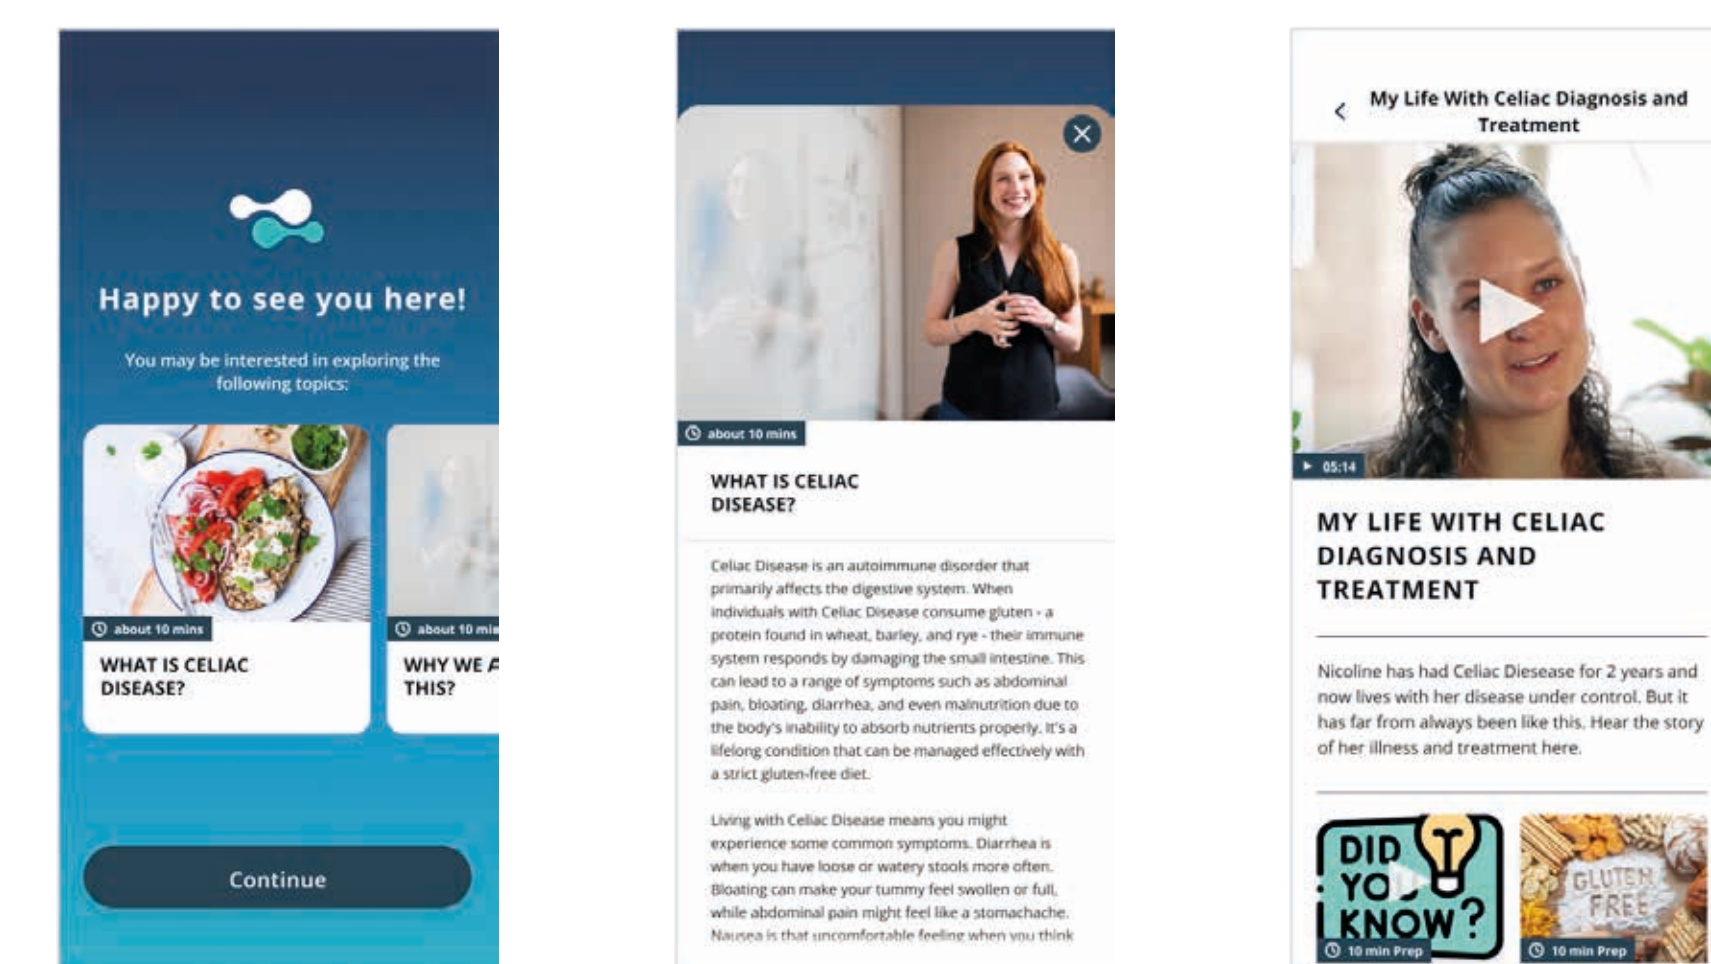 Happy to see you here!
You may be interested in exploring the
following topics:
about 10 mins
WHAT IS CELIAC
DISEASE?
about 10 min
WHY WE
THIS?
Continue
about 10 mins
WHAT IS CELIAC
DISEASE?
Celiac Disease is an autoimmune disorder that
primarily affects the digestive system. When
individuals with Celiac Disease consume gluten - a
protein found in wheat, barley, and rye - their immune
system responds by damaging the small intestine. This
can lead to a range of symptoms such as abdominal
pain, bloating, diarrhea, and even malnutrition due to
the body's inability to absorb nutrients properly. It's a
lifelong condition that can be managed effectively with
a strict gluten-free diet.
Living with Celiac Disease means you might
experience some common symptoms. Diarrhea is
when you have loose or watery stools more often.
Bloating can make your tummy feel swollen or full,
while abdominal pain might feel like a stomachache.
Nausea is that uncomfortable feeling when you think
My Life With Celiac Diagnosis and
Treatment
05:14
MY LIFE WITH CELIAC
DIAGNOSIS AND
TREATMENT
Nicoline has had Celiac Diesease for 2 years and
now lives with her disease under control. But it
has far from always been like this. Hear the story
of her illness and treatment here.
DID
YOU
KNOW?
10 min Prep
GLUTEN
FREE
10 min Prep